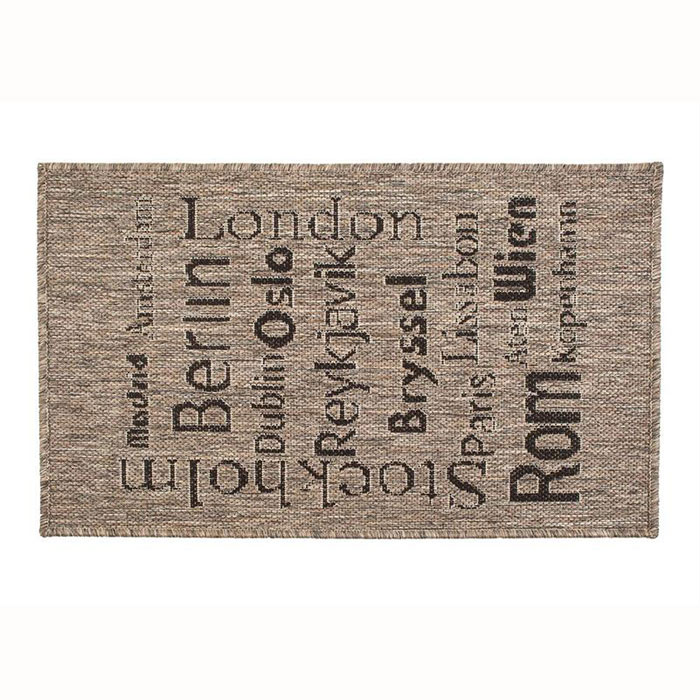 London
Madrid
Amsterdam
Berlin
Dublin
Oslo
Reykjavik
Bryssel
Paris
Lissabon
Aten
Wien
Rom
Köpenhamn
Stockholm